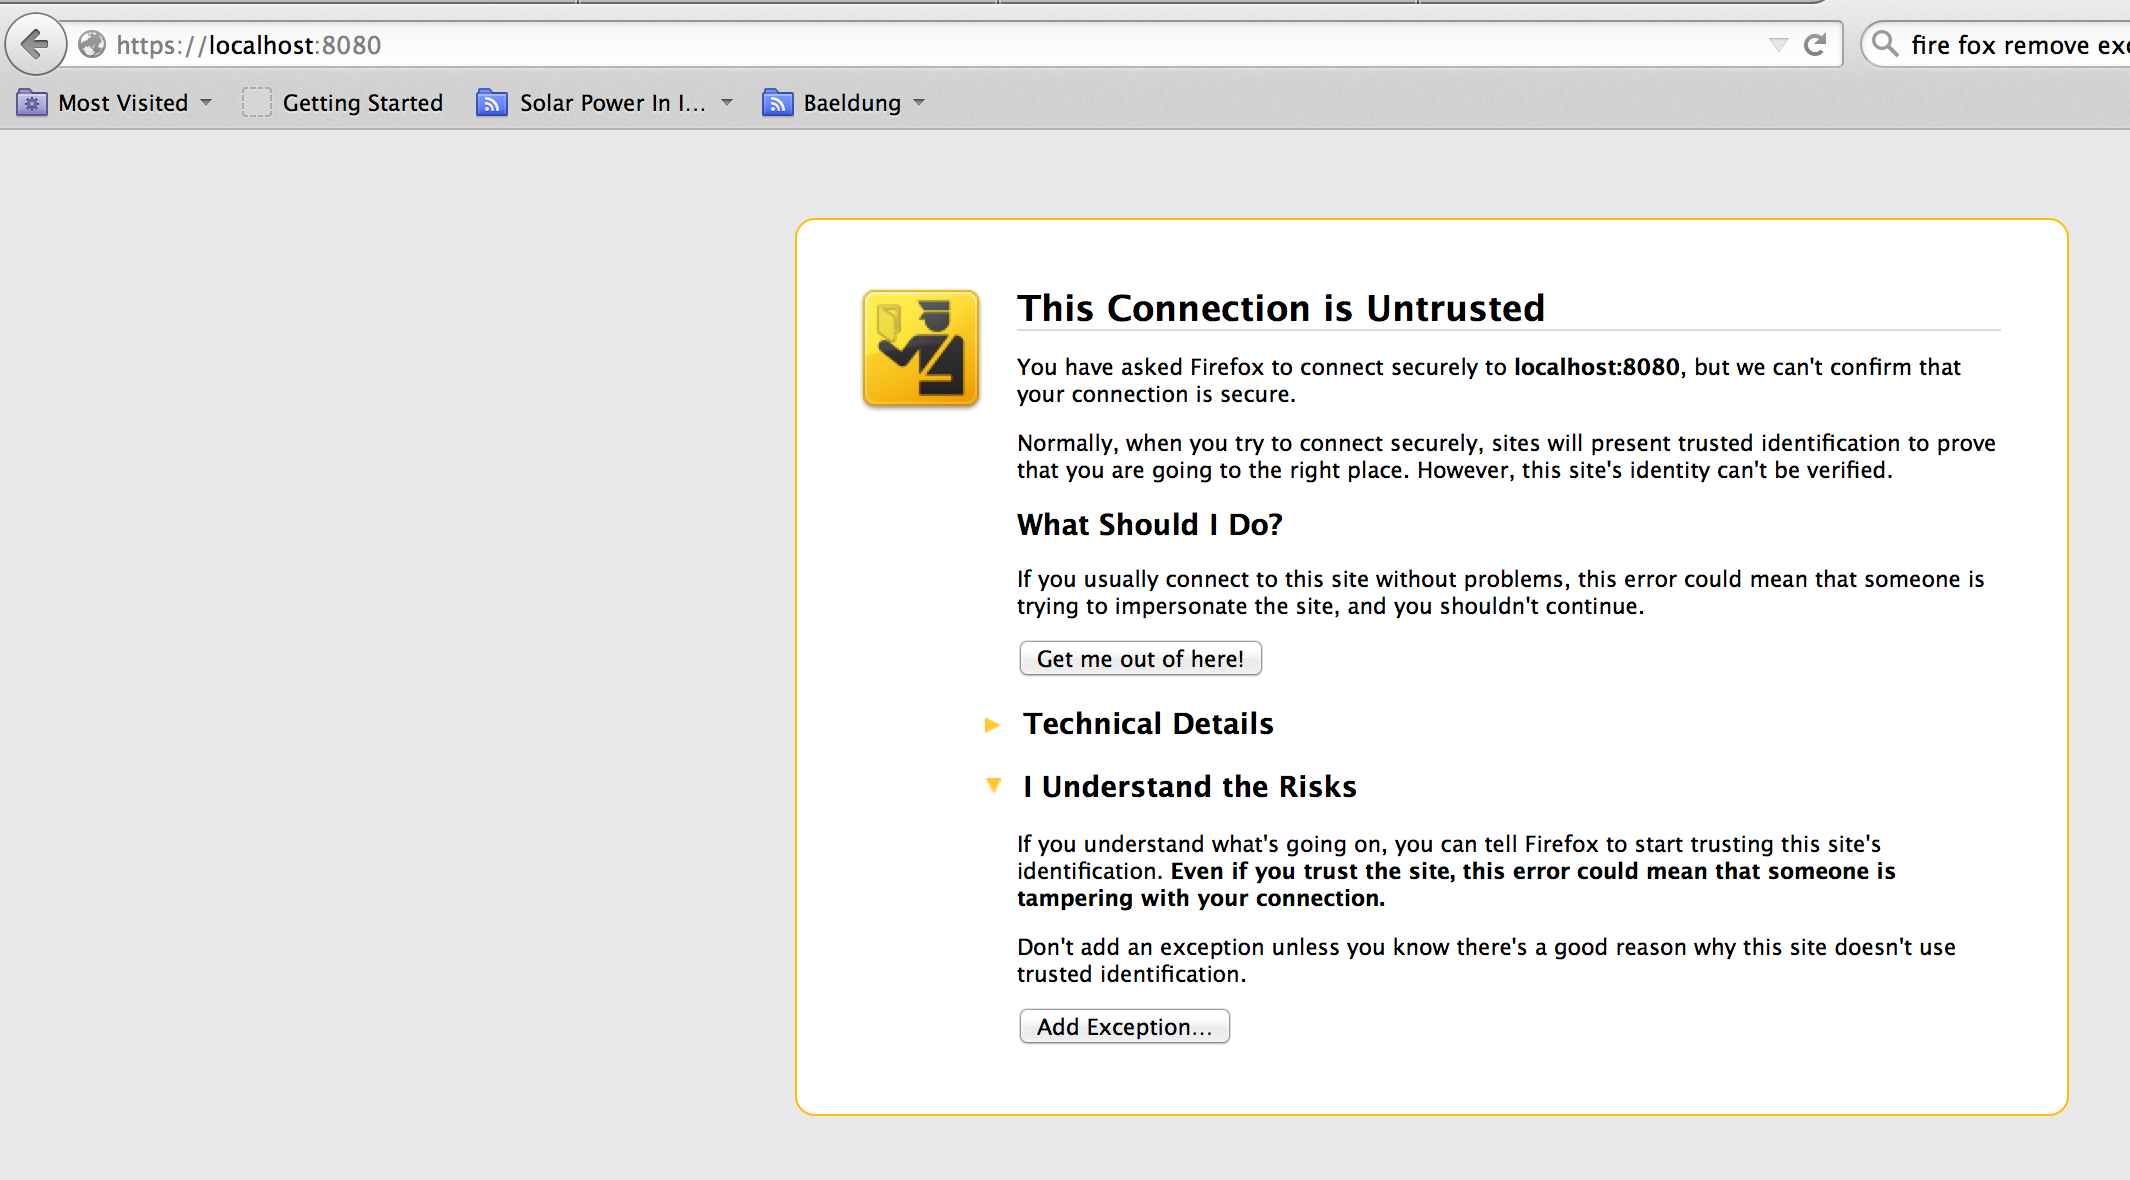 https://localhost:8080
fire fox remove
Most Visited
Getting Started
Solar Power In I...
Baeldung
This Connection is Untrusted
You have asked Firefox to connect securely to localhost:8080, but we can't confirm that
your connection is secure.
Normally, when you try to connect securely, sites will present trusted identification to prove
that you are going to the right place. However, this site's identity can't be verified.
What Should I Do?
If you usually connect to this site without problems, this error could mean that someone is
trying to impersonate the site, and you shouldn't continue.
Get me out of here!
Technical Details
I Understand the Risks
If you understand what's going on, you can tell Firefox to start trusting this site's
identification. Even if you trust the site, this error could mean that someone is
tampering with your connection.
Don't add an exception unless you know there's a good reason why this site doesn't use
trusted identification.
Add Exception...